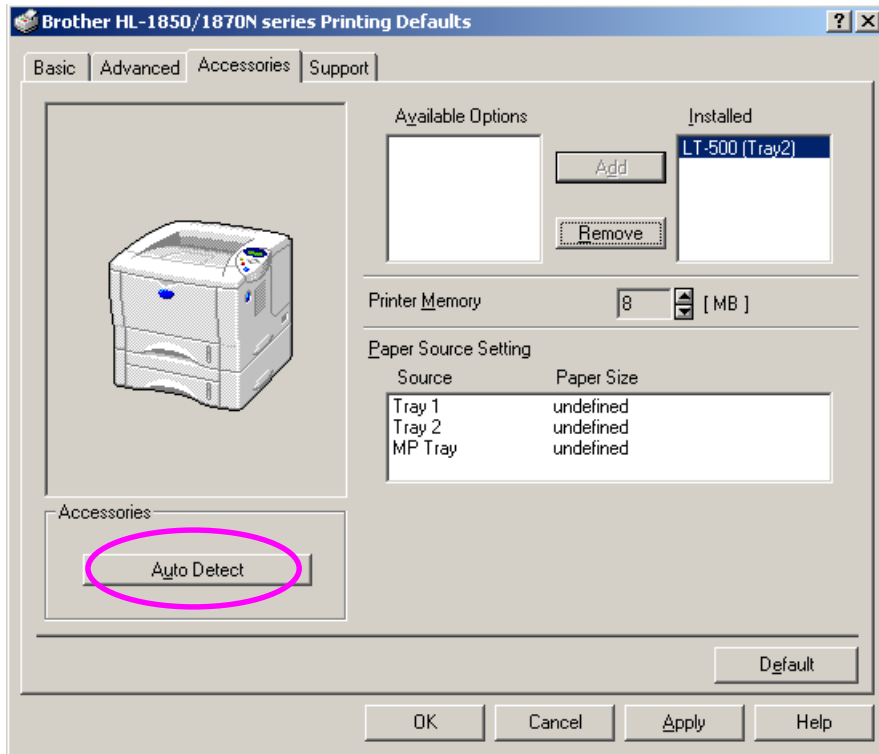 Brother HL-1850/1870N series Printing Defaults
Basic Advanced Accessories Support
Available Options Installed
LT-500 (Tray2)
Add
Remove
Printer Memory 8 [ MB ]
Paper Source Setting
Source Paper Size
Tray 1 undefined
Tray 2 undefined
MP Tray undefined
Accessories
Auto Detect
Default
OK Cancel Apply Help